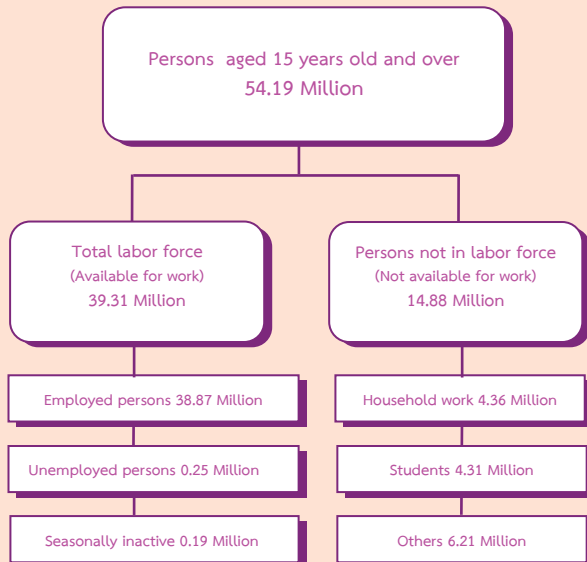 Persons aged 15 years old and over
54.19 Million
Total labor force
(Available for work)
39.31 Million
Persons not in labor force
(Not available for work)
14.88 Million
Employed persons 38.87 Million
Household work 4.36 Million
Unemployed persons 0.25 Million
Students 4.31 Million
Seasonally inactive 0.19 Million
Others 6.21 Million